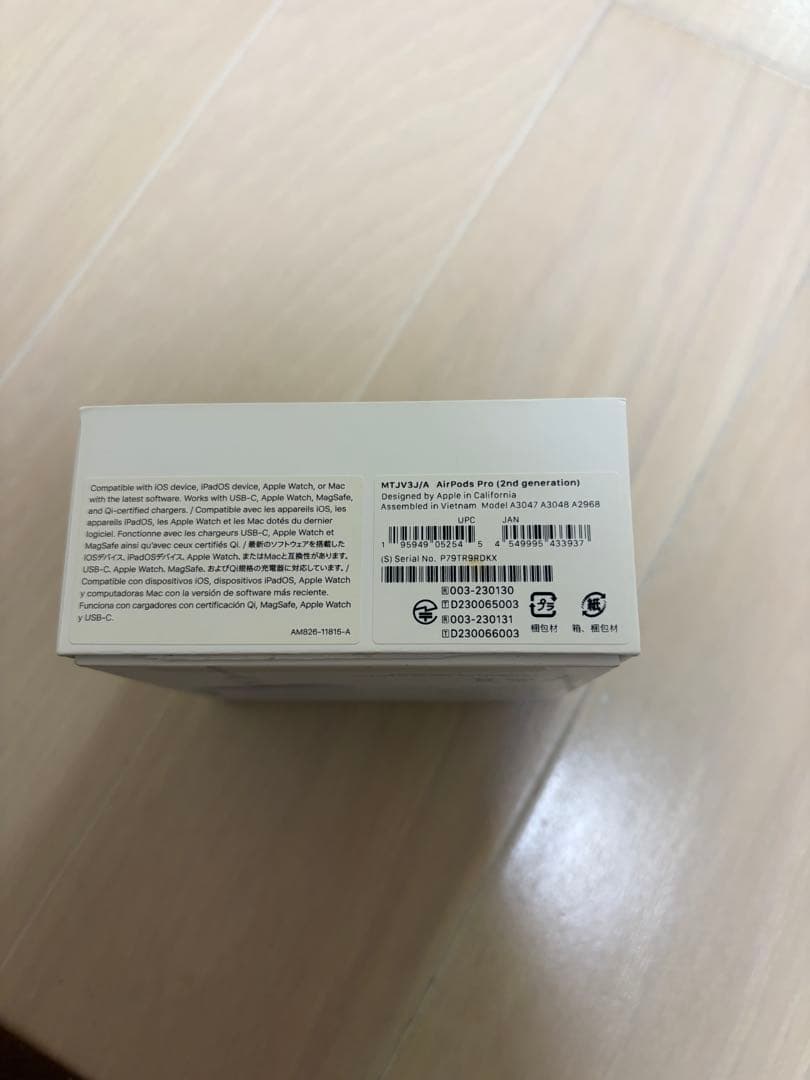 Compatible with iOS device, iPadOS device, Apple Watch, or Mac
with the latest software. Works with USB-C, Apple Watch, MagSafe,
and Qi-certified chargers. / Compatible avec les appareils iOS, les
appareils iPadOS, les Apple Watch et les Mac dotés du dernier
logiciel. Fonctionne avec les chargeurs USB-C, Apple Watch et
MagSafe ainsi qu'avec ceux certifiés Qi. / 最新のソフトウェアを搭載した
iOSデバイス、iPadOSデバイス、Apple Watch、またはMacと互換性があります。
USB-C、Apple Watch、MagSafe、およびQi規格の充電器に対応しています。 /
Compatible con dispositivos iOS, dispositivos iPadOS, Apple Watch
y computadoras Mac con la versión de software más reciente.
Funciona con cargadores con certificación Qi, MagSafe, Apple Watch
y USB-C.
AM826-11815-A
MTJV3J/A AirPods Pro (2nd generation)
Designed by Apple in California
Assembled in Vietnam Model A3047 A3048 A2968
UPC JAN
1 95949 05254 5 4 549995 433937
(S) Serial No. P79TR9RDKX
R 003-230130
T D230065003
R 003-230131
T D230066003
プラ
梱包材
紙
箱、梱包材